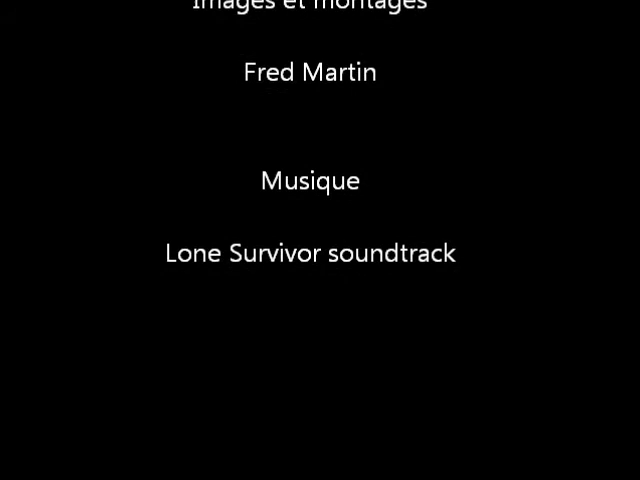 Images et montages
Fred Martin
Musique
Lone Survivor soundtrack